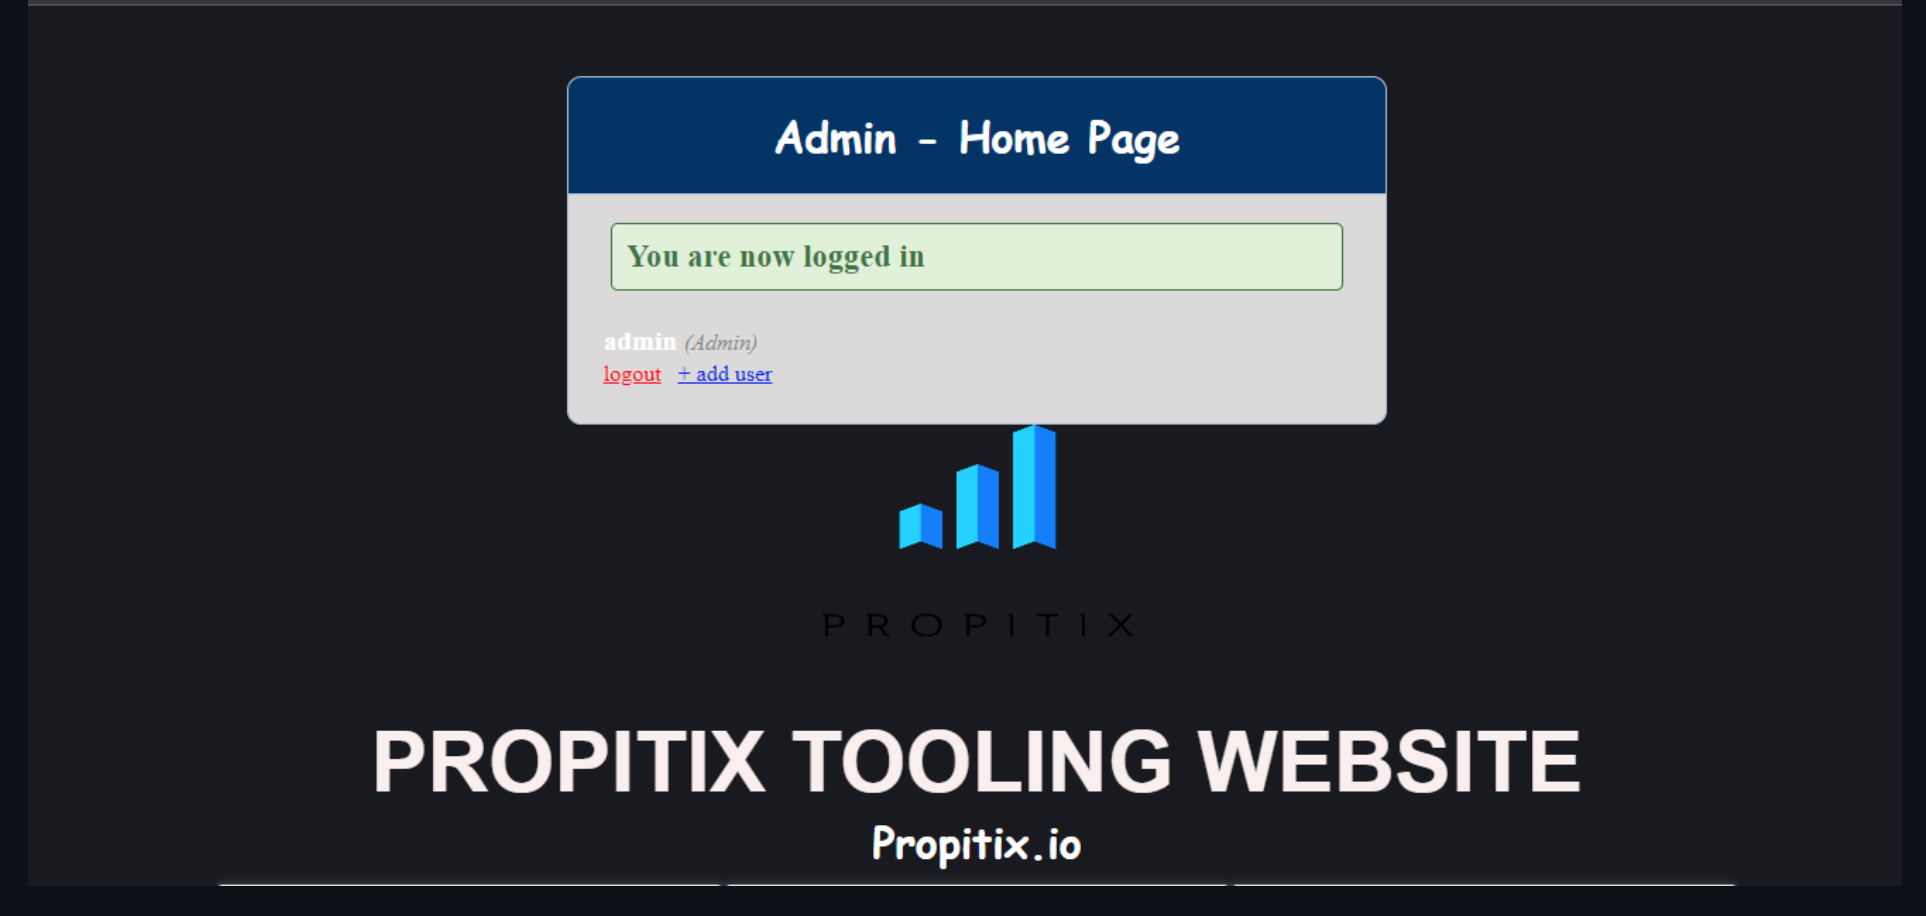 Admin - Home Page
You are now logged in
admin (Admin)
logout + add user
PROPITIX
PROPITIX TOOLING WEBSITE
Propitix.io